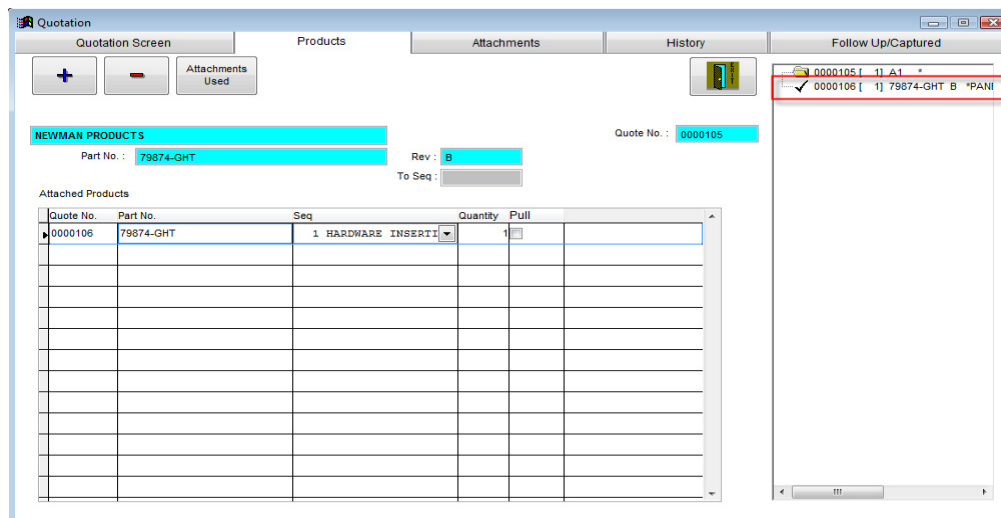 Quotation
Quotation Screen Products Attachments History Follow Up/Captured
Attachments
Used
EXIT
0000105 [ 1] A1 *
0000106 [ 1] 79874-GHT B *PANI
NEWMAN PRODUCTS
Quote No. : 0000105
Part No. : 79874-GHT
Rev : B
To Seq :
Attached Products
Quote No. Part No. Seq Quantity Pull
0000106 79874-GHT 1 HARDWARE INSERTI 1